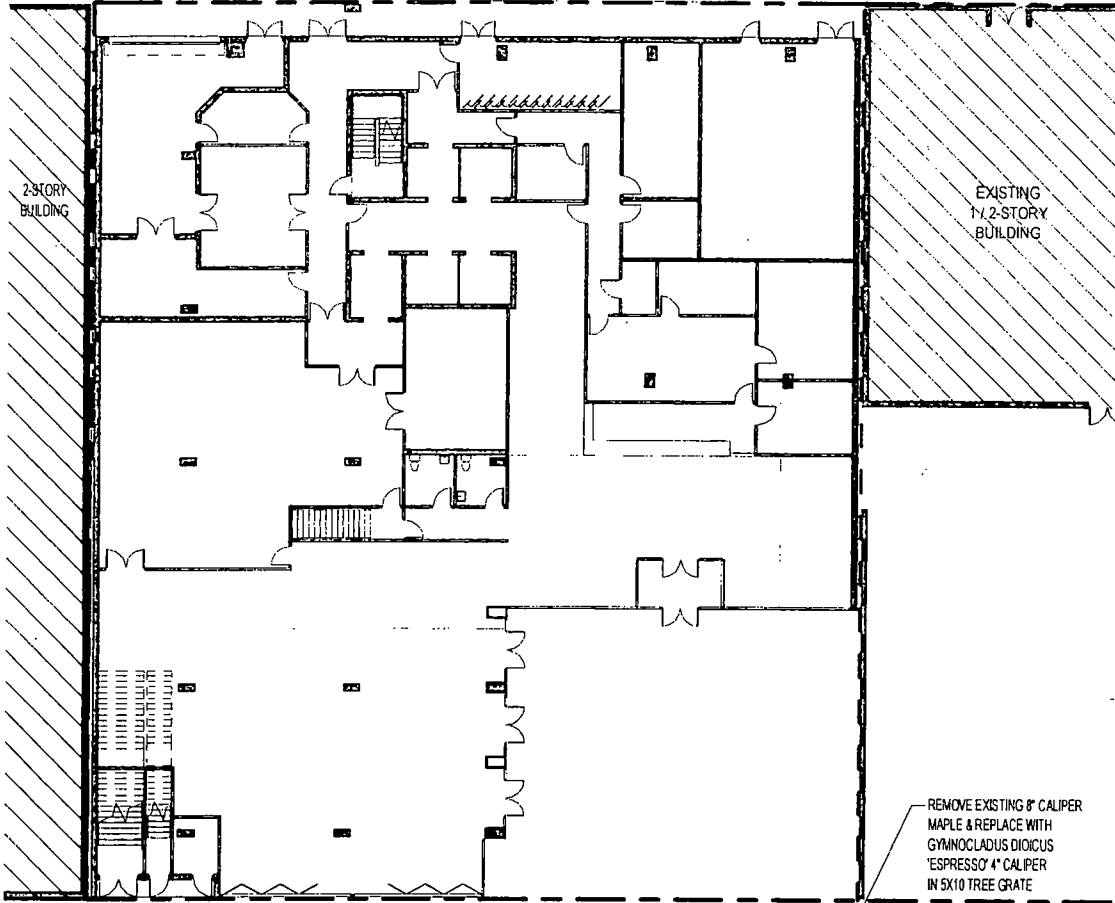 2-STORY
BUILDING
EXISTING
1 / 2-STORY
BUILDING
REMOVE EXISTING 8" CALIPER
MAPLE & REPLACE WITH
GYMNOCLADUS DIOICUS
'ESPRESSO' 4" CALIPER
IN 5X10 TREE GRATE